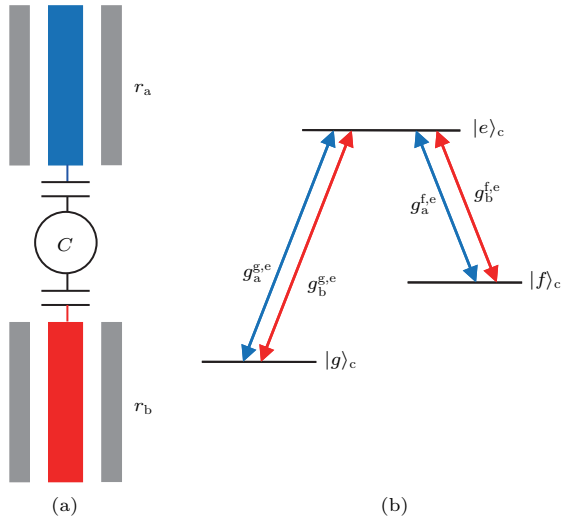 r_a
C
r_b
(a)
|e⟩_c
g_a^{f,e}
g_b^{f,e}
g_a^{g,e}
g_b^{g,e}
|f⟩_c
|g⟩_c
(b)